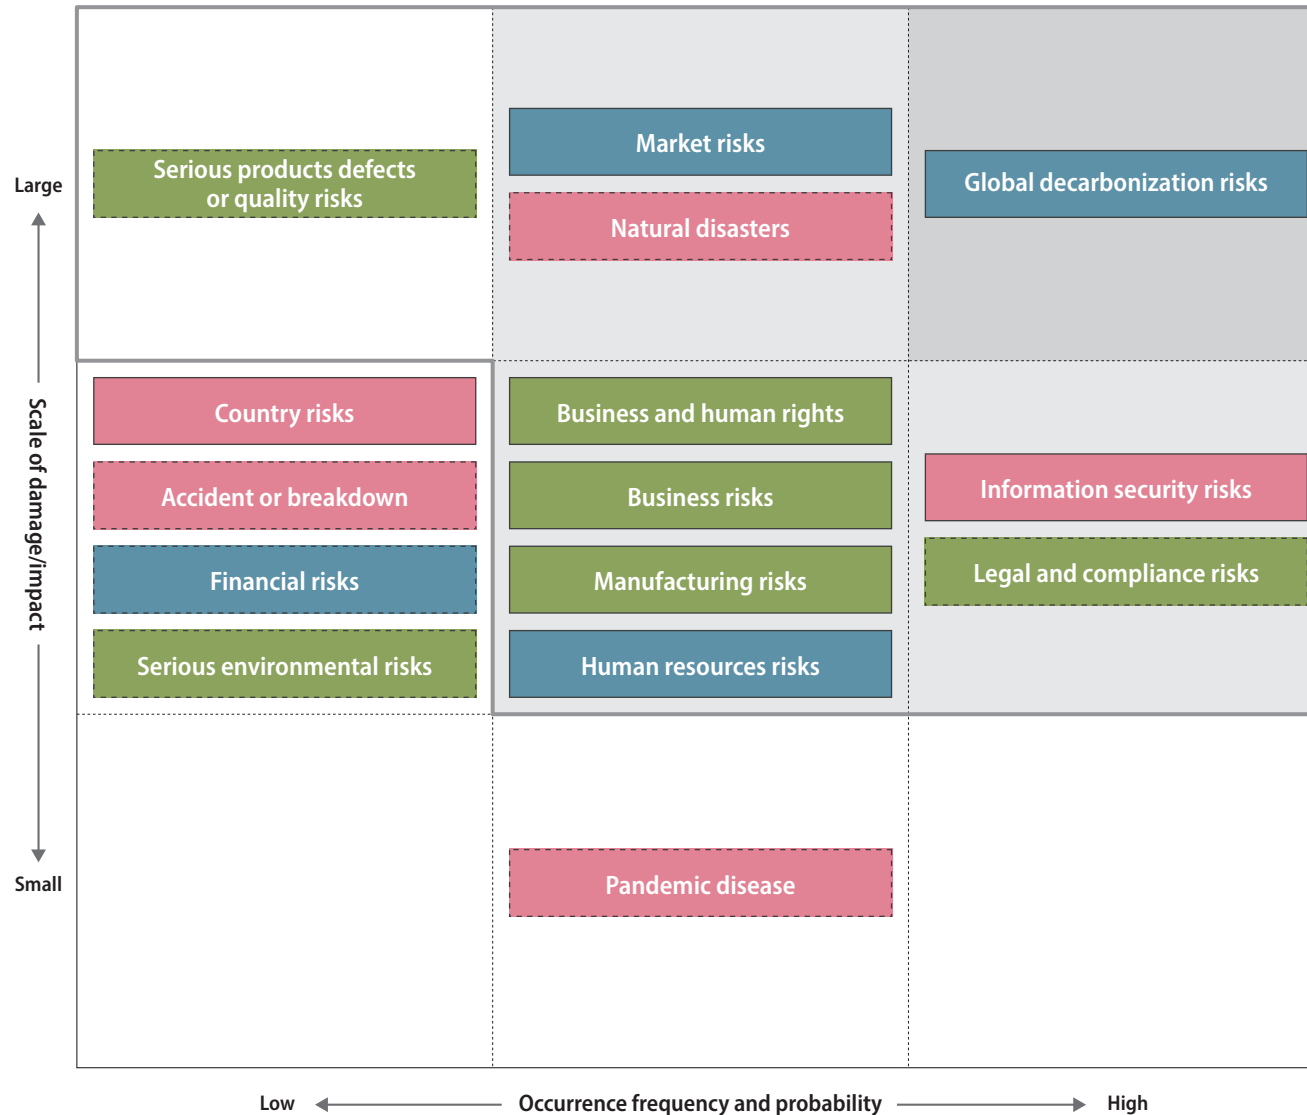 Large
Scale of damage/impact
Small
Serious products defects
or quality risks
Market risks
Natural disasters
Global decarbonization risks
Country risks
Accident or breakdown
Financial risks
Serious environmental risks
Business and human rights
Business risks
Manufacturing risks
Human resources risks
Information security risks
Legal and compliance risks
Pandemic disease
Low
Occurrence frequency and probability
High